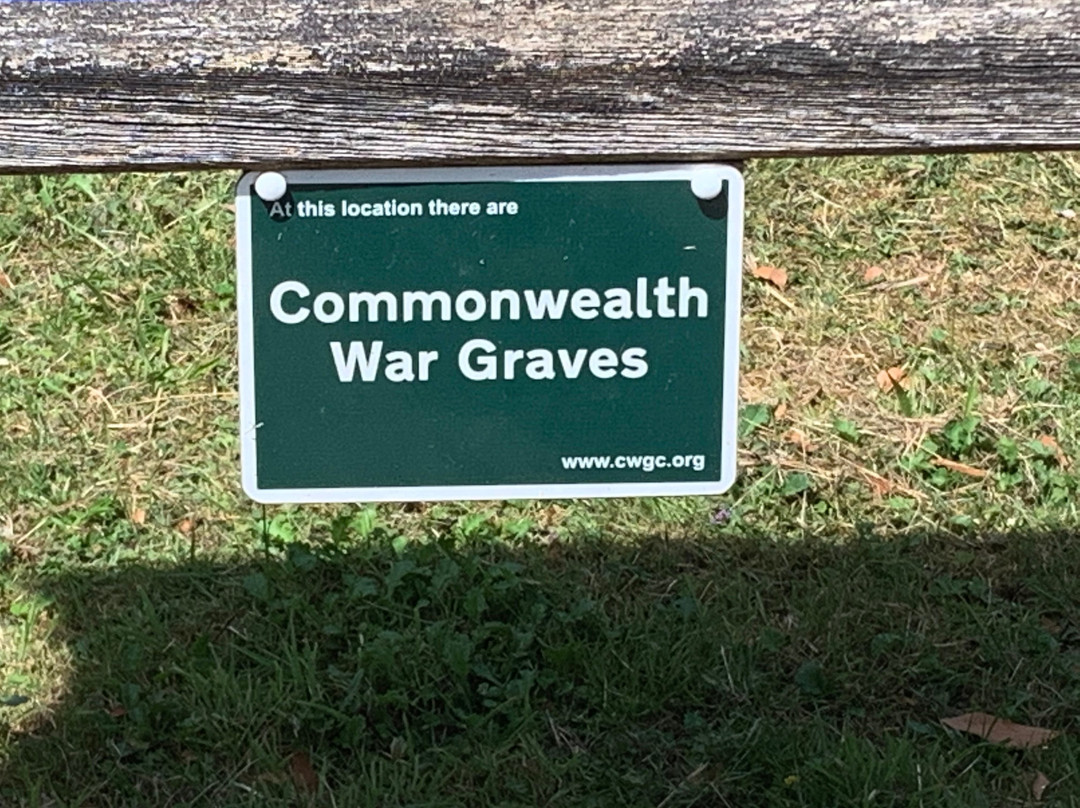 At this location there are
Commonwealth
War Graves
www.cwgc.org